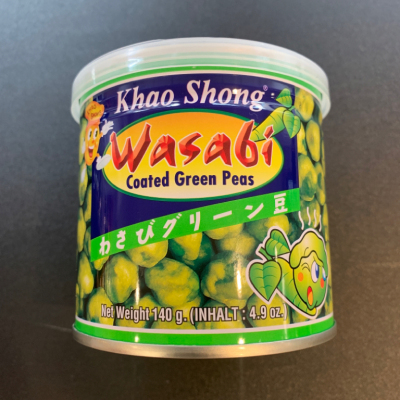 Khao Shong®
Wasabi
Coated Green Peas
わさびグリーン豆
Net Weight 140 g. (INHALT : 4.9 oz.)